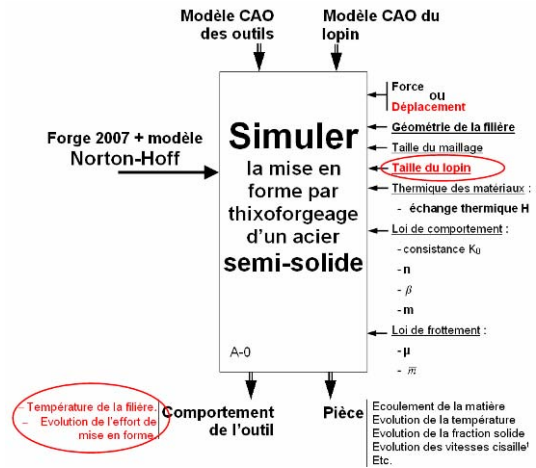 Modèle CAO
des outils
Modèle CAO du
lopin
Forge 2007 + modèle
Norton-Hoff
Simuler
la mise en
forme par
thixoforgeage
d'un acier
semi-solide
A-0
Force
ou
Déplacement
Géométrie de la filière
Taille du maillage
Taille du lopin
Thermique des matériaux :
- échange thermique H
Loi de comportement :
- consistance K₀
- n
- β
- m
Loi de frottement :
- μ
- m̅
- Température de la filière.
- Evolution de l'effort de
mise en forme.
Comportement
de l'outil
Pièce
Ecoulement de la matière
Evolution de la température
Evolution de la fraction solide
Evolution des vitesses cisaille
Etc.